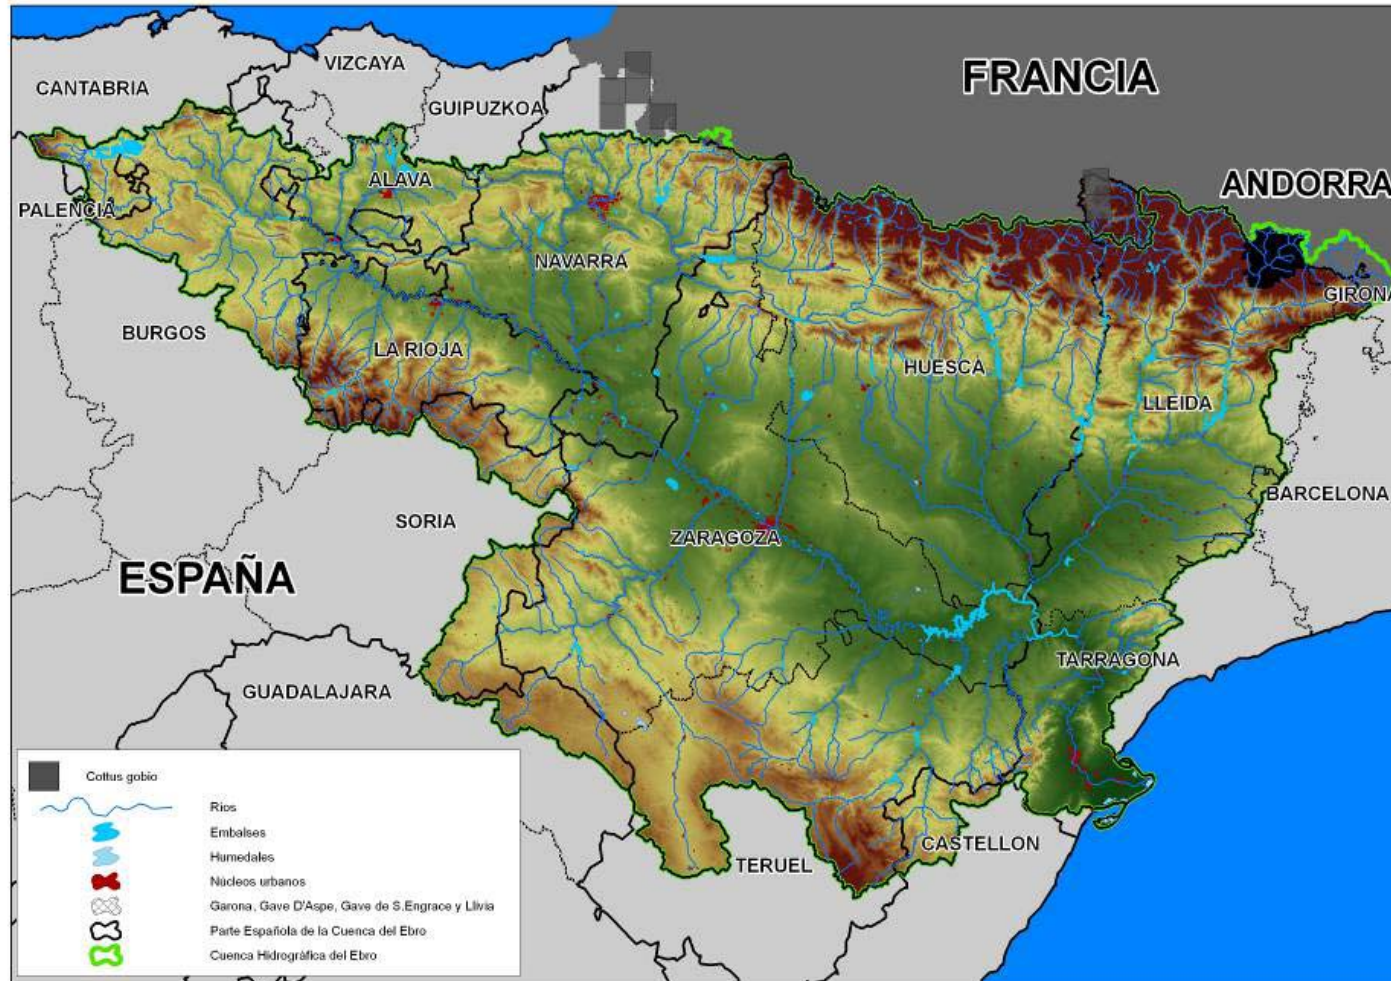 VIZCAYA
CANTABRIA
FRANCIA
GUIPUZKOA
ALAVA
ANDORRA
PALENCIA
NAVARRA
GIRONA
BURGOS
LA RIOJA
HUESCA
LLEIDA
BARCELONA
SORIA
ZARAGOZA
ESPAÑA
TARRAGONA
GUADALAJARA
CASTELLON
TERUEL
Cottus gobio
Ríos
Embalses
Humedales
Núcleos urbanos
Garona, Gave D'Aspe, Gave de S.Engrace y Llivia
Parte Española de la Cuenca del Ebro
Cuenca Hidrográfica del Ebro